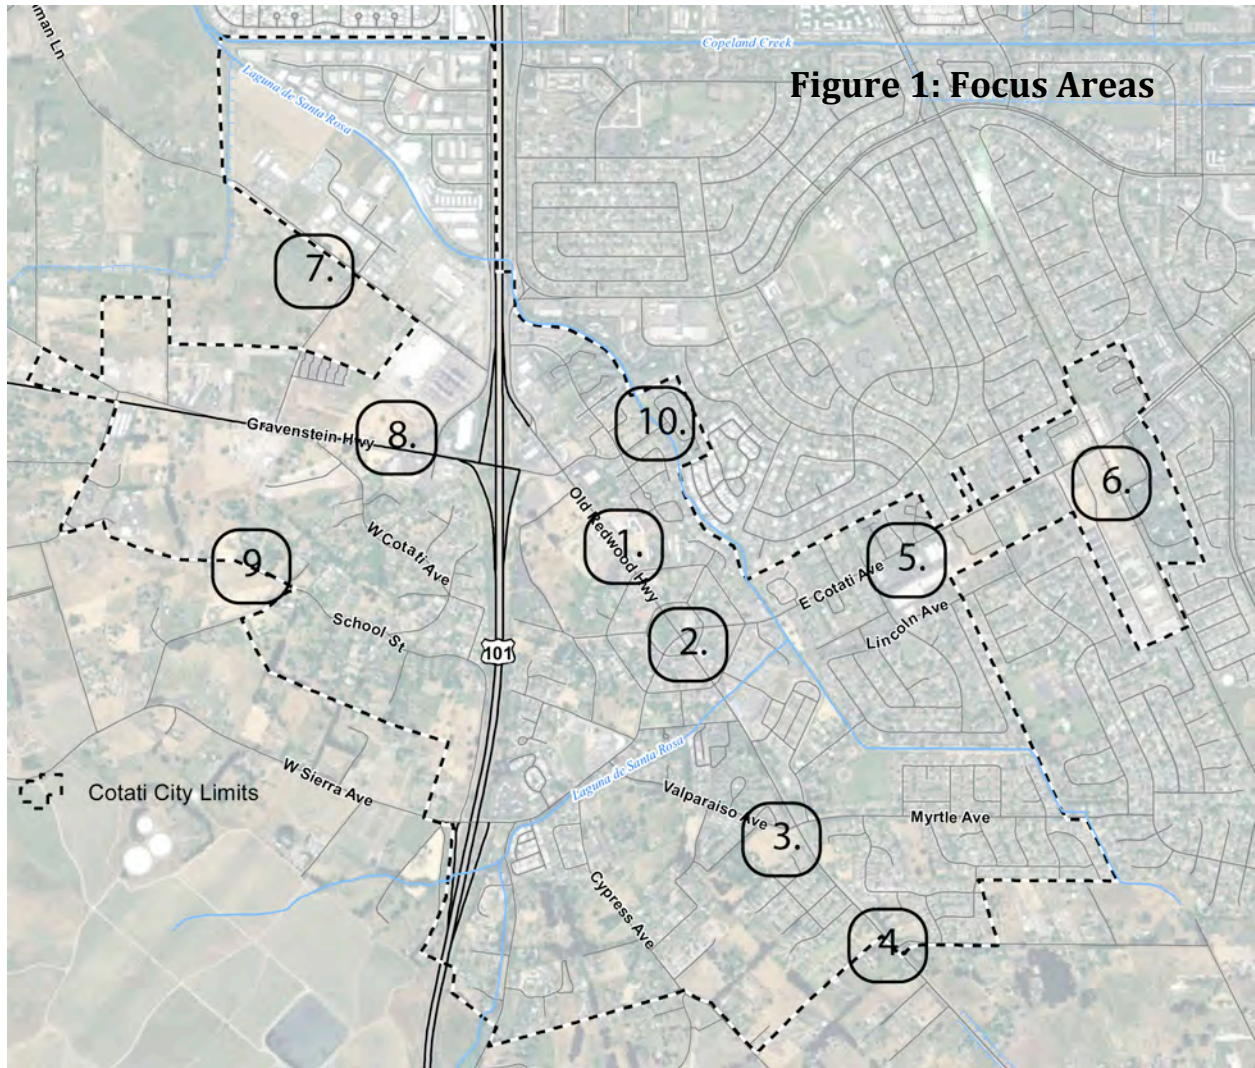 Copeland Creek
man Ln
Figure 1: Focus Areas
Laguna de Santa Rosa
7.
10.
Gravenstein Hwy
8.
6.
Old Redwood Hwy
1.
W Cotati Ave
5.
9
E Cotati Ave
Lincoln Ave
School St
2.
101
Laguna de Santa Rosa
W Sierra Ave
Cotati City Limits
Valparaiso Ave
Myrtle Ave
3.
Cypress Ave
4